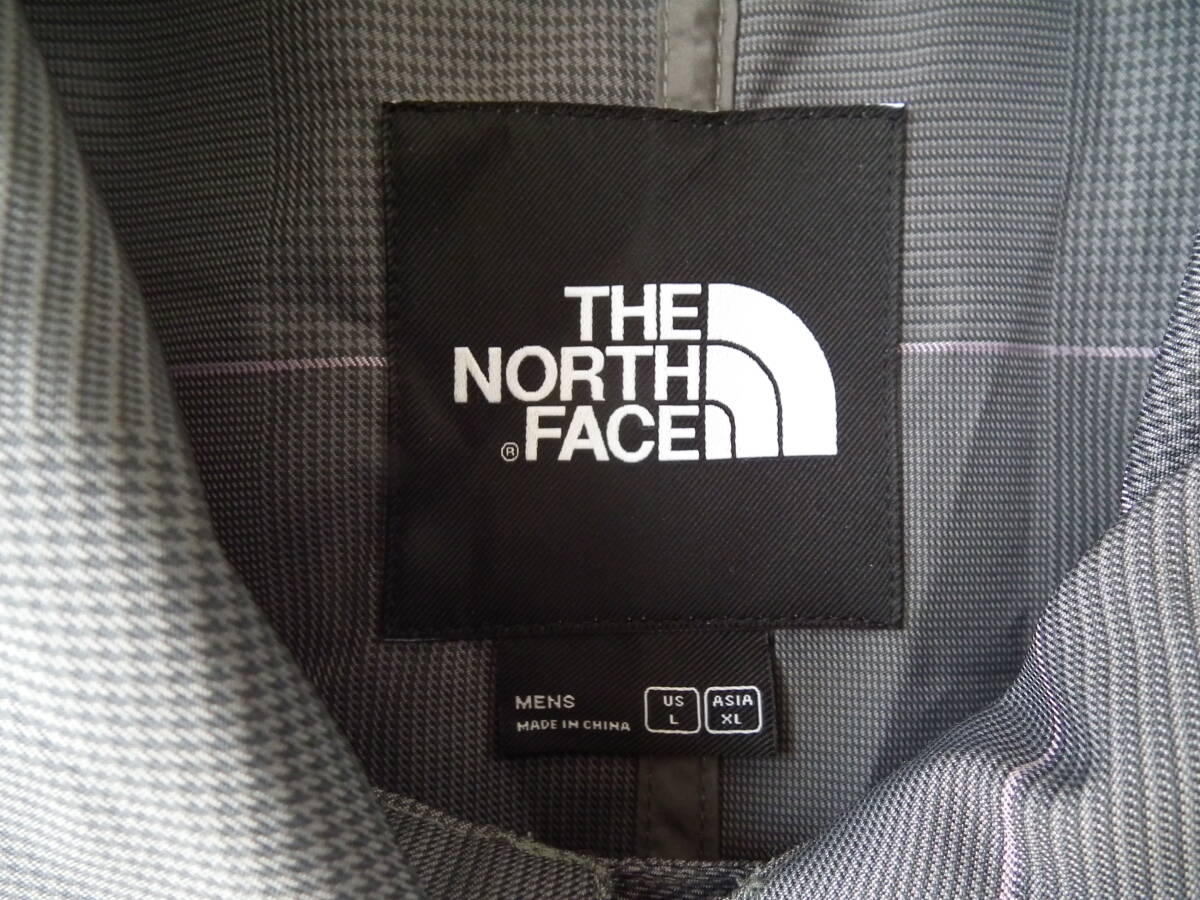 THE
NORTH
® FACE
MENS
MADE IN CHINA
US
L
ASIA
XL